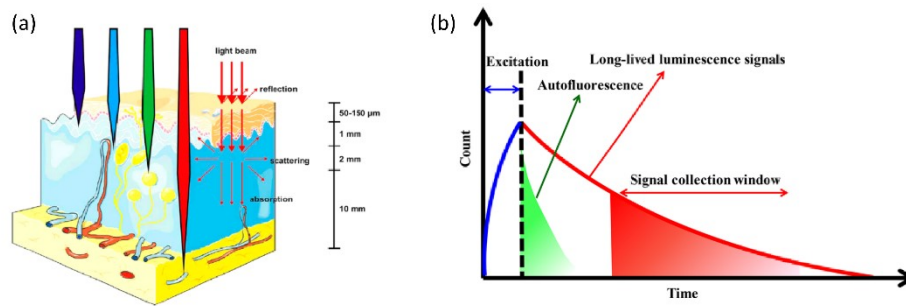 (a)
light beam
reflection
50-150 μm
1 mm
scattering
2 mm
absorption
10 mm
(b)
Excitation
Long-lived luminescence signals
Autofluorescence
Signal collection window
Count
Time